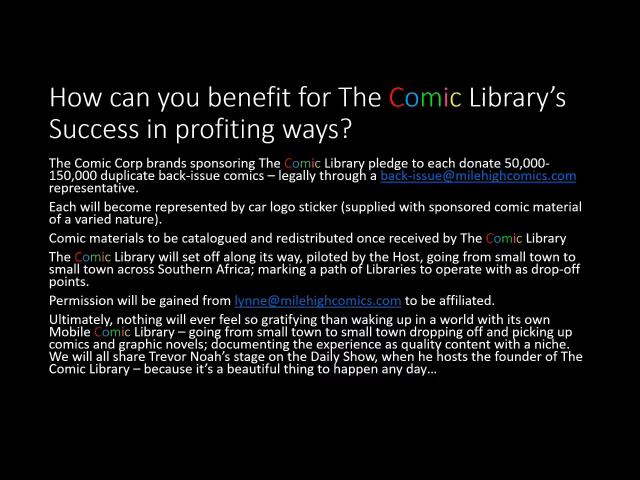 How can you benefit for The Comic Library's
Success in profiting ways?
The Comic Corp brands sponsoring The Comic Library pledge to each donate 50,000-
150,000 duplicate back-issue comics – legally through a back-issue@milehighcomics.com
representative.
Each will become represented by car logo sticker (supplied with sponsored comic material
of a varied nature).
Comic materials to be catalogued and redistributed once received by The Comic Library
The Comic Library will set off along its way, piloted by the Host, going from small town to
small town across Southern Africa; marking a path of Libraries to operate with as drop-off
points.
Permission will be gained from lynne@milehighcomics.com to be affiliated.
Ultimately, nothing will ever feel so gratifying than waking up in a world with its own
Mobile Comic Library – going from small town to small town dropping off and picking up
comics and graphic novels; documenting the experience as quality content with a niche.
We will all share Trevor Noah's stage on the Daily Show, when he hosts the founder of The
Comic Library – because it's a beautiful thing to happen any day…